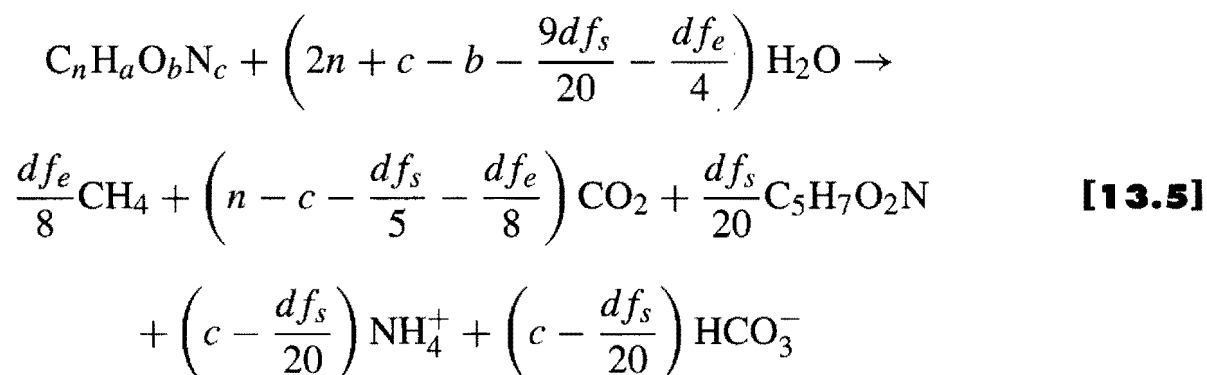 CₙHₐO_bN_c + (2n + c − b − 9df_s/20 − df_e/4) H₂O →
df_e/8 CH₄ + (n − c − df_s/5 − df_e/8) CO₂ + df_s/20 C₅H₇O₂N [13.5]
+ (c − df_s/20) NH₄⁺ + (c − df_s/20) HCO₃⁻